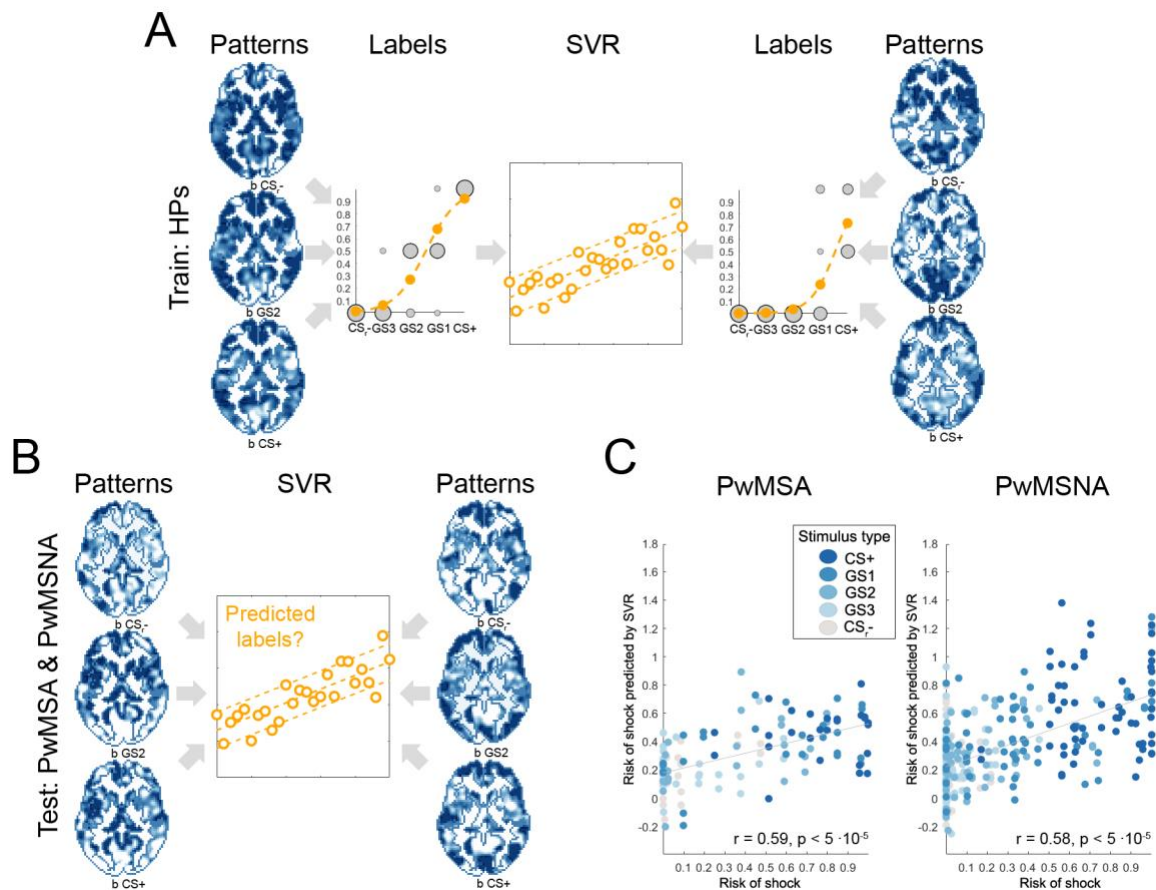 A
Patterns
Labels
SVR
Labels
Patterns
Train: HPs
b CSr-
b GS2
b CS+
0.9
0.8
0.7
0.6
0.5
0.4
0.3
0.2
0.1
CSr- GS3 GS2 GS1 CS+
0.9
0.8
0.7
0.6
0.5
0.4
0.3
0.2
0.1
CSr- GS3 GS2 GS1 CS+
b CSr-
b GS2
b CS+
B
Patterns
SVR
Patterns
Test: PwMSA & PwMSNA
b CSr-
b GS2
b CS+
Predicted
labels?
b CSr-
b GS2
b CS+
C
PwMSA
PwMSNA
Stimulus type
CS+
GS1
GS2
GS3
CSr-
Risk of shock predicted by SVR
1.8
1.6
1.4
1.2
1
0.8
0.6
0.4
0.2
0
-0.2
r = 0.59, p < 5 ·10-5
0.1 0.2 0.3 0.4 0.5 0.6 0.7 0.8 0.9
Risk of shock
Risk of shock predicted by SVR
1.8
1.6
1.4
1.2
1
0.8
0.6
0.4
0.2
0
-0.2
r = 0.58, p < 5 ·10-5
0.1 0.2 0.3 0.4 0.5 0.6 0.7 0.8 0.9
Risk of shock